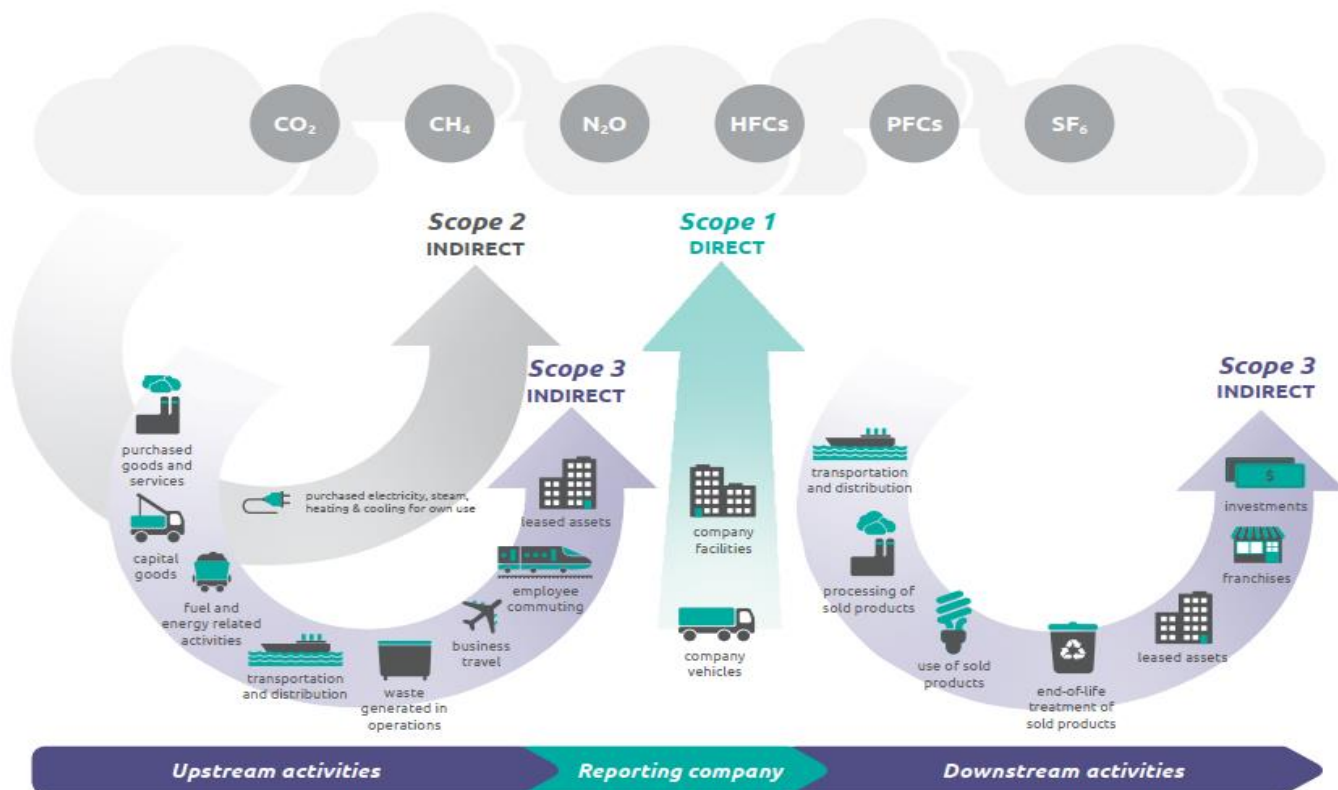 CO₂
CH₄
N₂O
HFCs
PFCs
SF₆
Scope 2
INDIRECT
Scope 1
DIRECT
Scope 3
INDIRECT
Scope 3
INDIRECT
purchased
goods and
services
capital
goods
fuel and
energy related
activities
purchased electricity, steam,
heating & cooling for own use
transportation
and distribution
waste
generated in
operations
business
travel
employee
commuting
leased assets
company
facilities
company
vehicles
transportation
and distribution
processing of
sold products
use of sold
products
end-of-life
treatment of
sold products
leased assets
franchises
$
investments
Upstream activities
Reporting company
Downstream activities